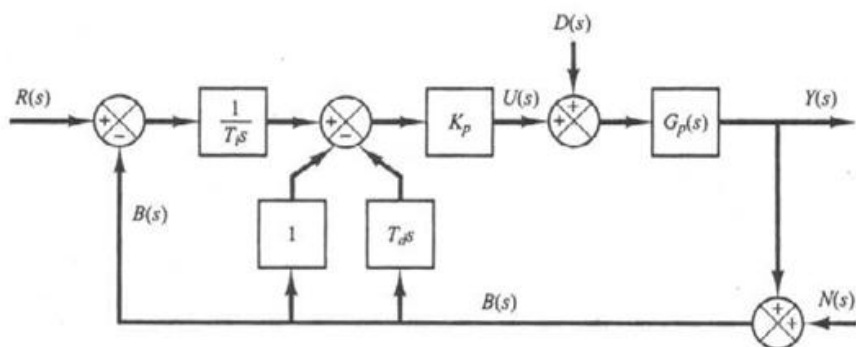 D(s)
R(s)
+
−
1
T_i s
+
−
K_p
U(s)
+
+
G_p(s)
Y(s)
B(s)
1
T_d s
B(s)
+
+
N(s)